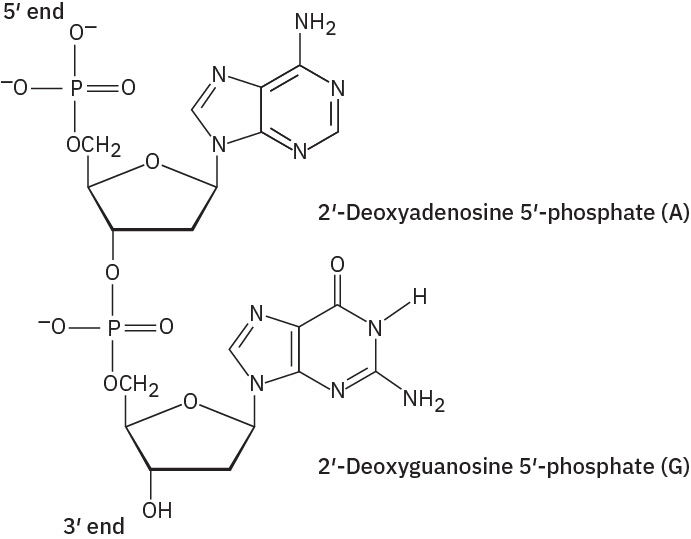 5′ end
O⁻
NH₂
⁻O
P
O
N
N
OCH₂
O
N
N
2′-Deoxyadenosine 5′-phosphate (A)
O
O
H
⁻O
P
O
N
N
OCH₂
O
N
N
NH₂
2′-Deoxyguanosine 5′-phosphate (G)
OH
3′ end